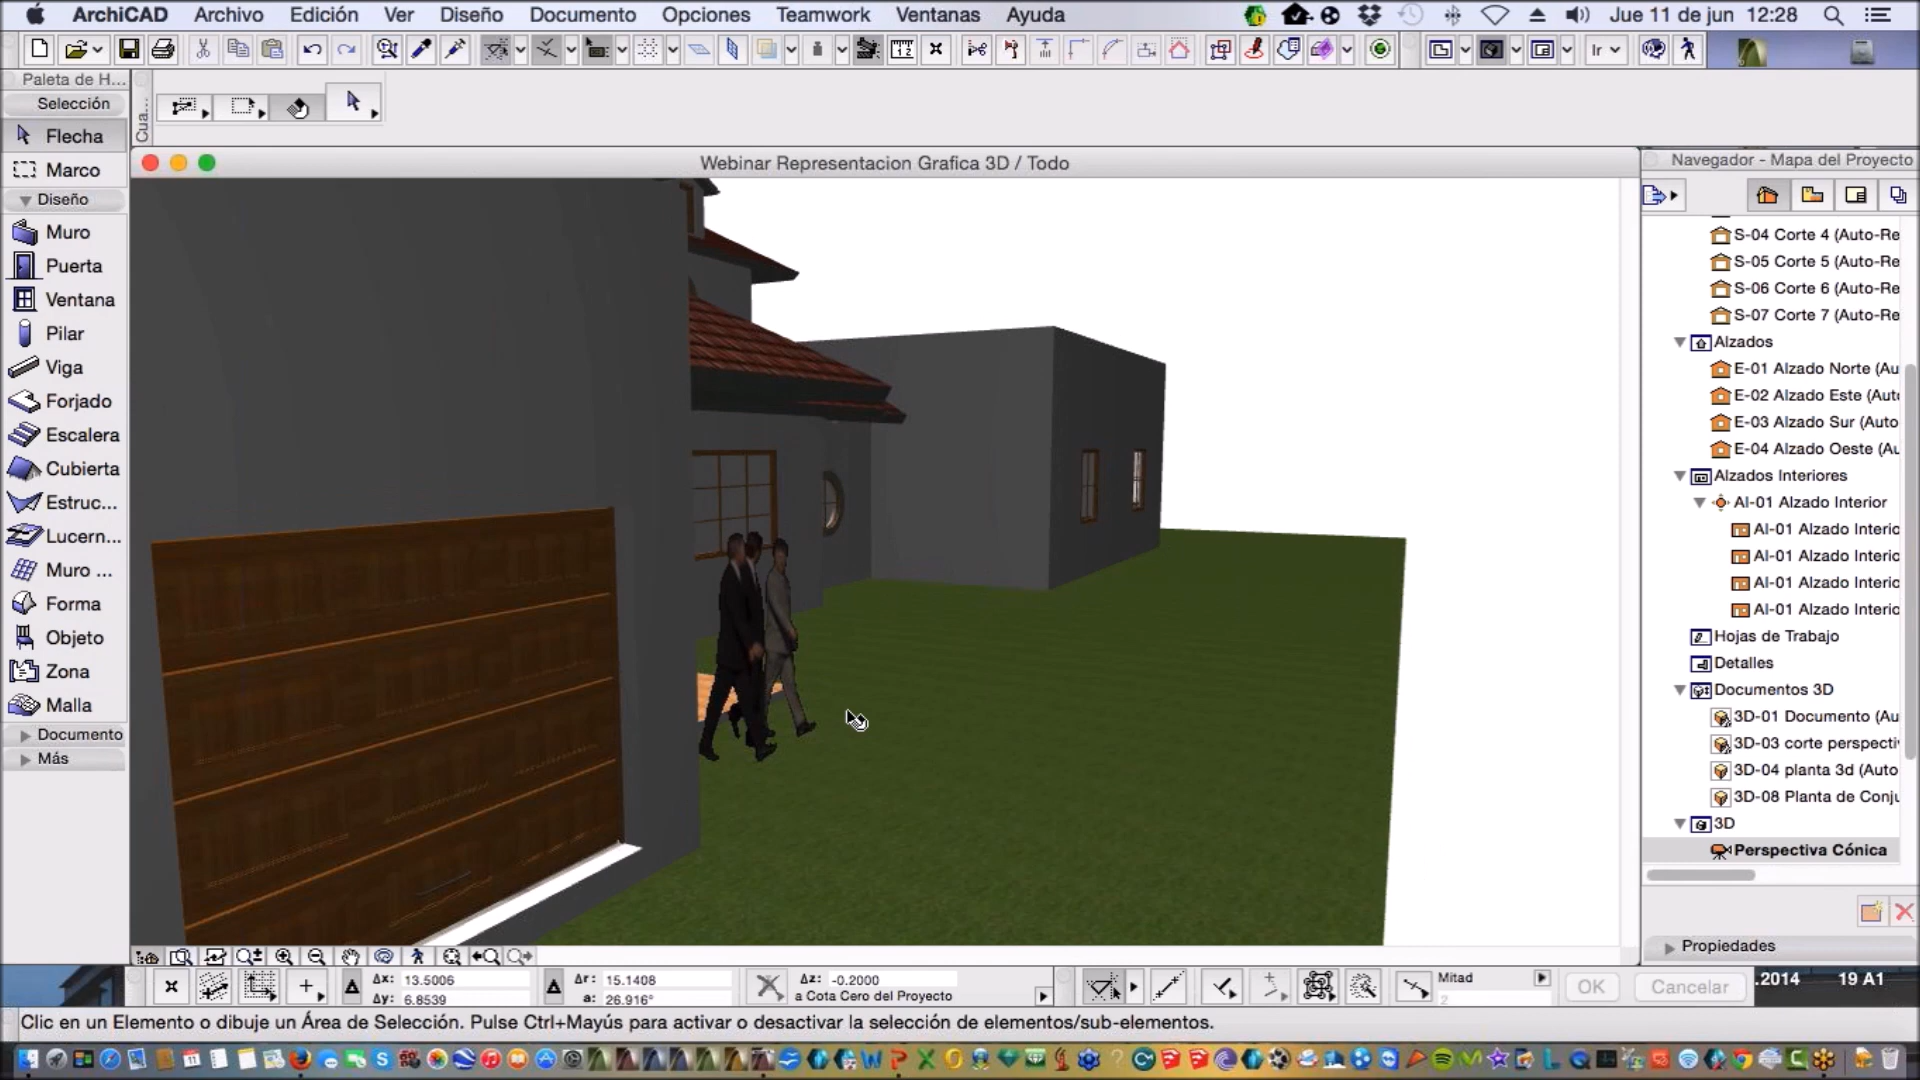 ArchiCAD Archivo Edición Ver Diseño Documento Opciones Teamwork Ventanas Ayuda Jue 11 de jun 12:28
Ir
Paleta de H...
Selección
Flecha
Marco
Diseño
Muro
Puerta
Ventana
Pilar
Viga
Forjado
Escalera
Cubierta
Estruc...
Lucern...
Muro ...
Forma
Objeto
Zona
Malla
Documento
Más
Cua...
Webinar Representacion Grafica 3D / Todo
Navegador - Mapa del Proyecto
S-04 Corte 4 (Auto-Re
S-05 Corte 5 (Auto-Re
S-06 Corte 6 (Auto-Re
S-07 Corte 7 (Auto-Re
Alzados
E-01 Alzado Norte (Au
E-02 Alzado Este (Auto
E-03 Alzado Sur (Auto
E-04 Alzado Oeste (Au
Alzados Interiores
AI-01 Alzado Interior
AI-01 Alzado Interio
AI-01 Alzado Interio
AI-01 Alzado Interio
AI-01 Alzado Interio
Hojas de Trabajo
Detalles
Documentos 3D
3D-01 Documento (Au
3D-03 corte perspecti
3D-04 planta 3d (Auto
3D-08 Planta de Conju
3D
Perspectiva Cónica
Propiedades
Δx: 13.5006
Δy: 6.8539
Δr: 15.1408
a: 26.916°
Δz: -0.2000
a Cota Cero del Proyecto
Mitad
2
OK
Cancelar
.2014
19 A1
Clic en un Elemento o dibuje un Área de Selección. Pulse Ctrl+Mayús para activar o desactivar la selección de elementos/sub-elementos.